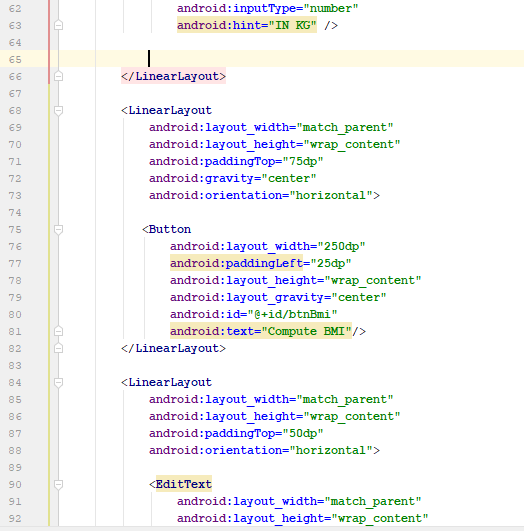 62 android:inputType="number"
63 android:hint="IN KG" />
64
65
66 </LinearLayout>
67
68 <LinearLayout
69 android:layout_width="match_parent"
70 android:layout_height="wrap_content"
71 android:paddingTop="75dp"
72 android:gravity="center"
73 android:orientation="horizontal">
74
75 <Button
76 android:layout_width="250dp"
77 android:paddingLeft="25dp"
78 android:layout_height="wrap_content"
79 android:layout_gravity="center"
80 android:id="@+id/btnBmi"
81 android:text="Compute BMI"/>
82 </LinearLayout>
83
84 <LinearLayout
85 android:layout_width="match_parent"
86 android:layout_height="wrap_content"
87 android:paddingTop="50dp"
88 android:orientation="horizontal">
89
90 <EditText
91 android:layout_width="match_parent"
92 android:layout_height="wrap_content"